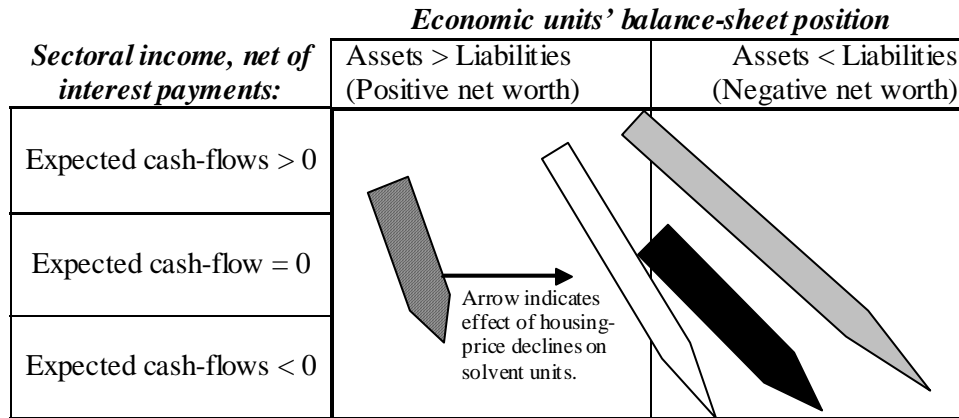 Economic units’ balance-sheet position
Sectoral income, net of
interest payments:
Assets > Liabilities
(Positive net worth)
Assets < Liabilities
(Negative net worth)
Expected cash-flows > 0
Expected cash-flow = 0
Expected cash-flows < 0
Arrow indicates
effect of housing-
price declines on
solvent units.